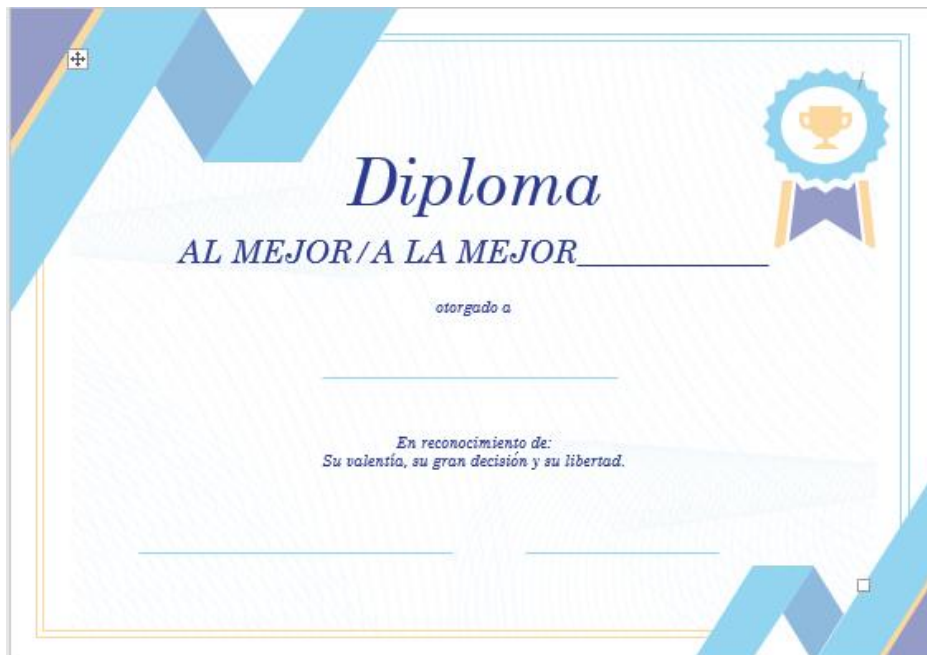 Diploma
AL MEJOR/A LA MEJOR___________
otorgado a
En reconocimiento de:
Su valentía, su gran decisión y su libertad.